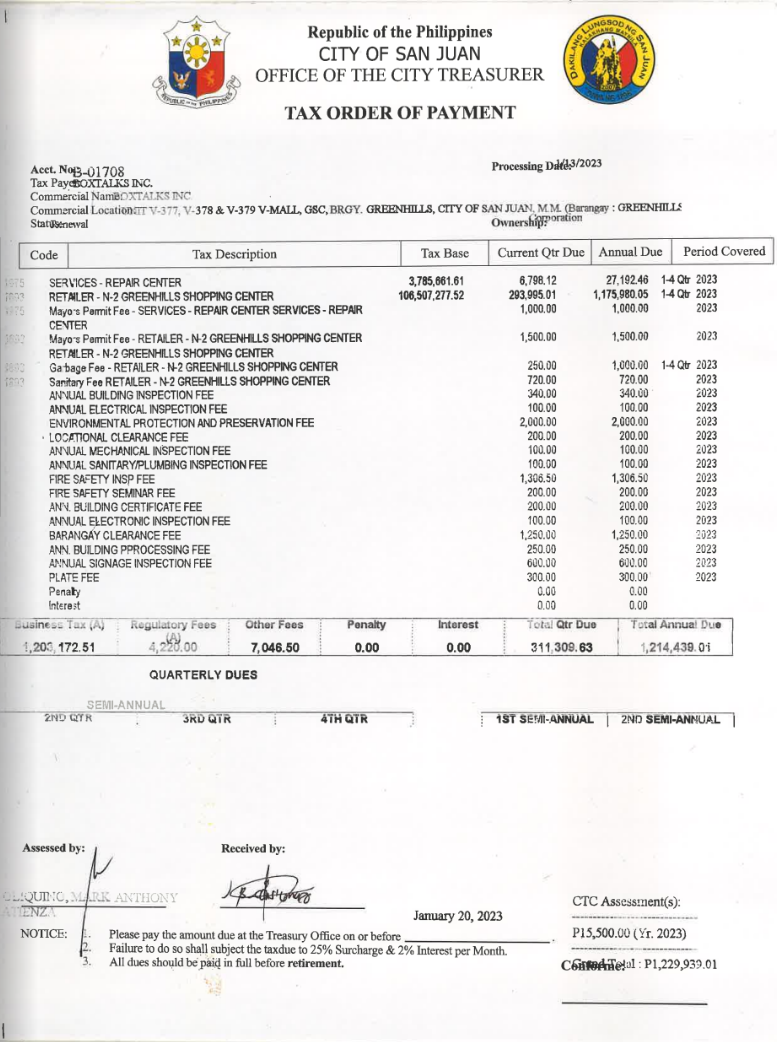 Republic of the Philippines
CITY OF SAN JUAN
OFFICE OF THE CITY TREASURER
TAX ORDER OF PAYMENT
DAKILANG LUNGSOD NG SAN JUAN
KALAKHANG MAYNILA
REPUBLIC OF THE PHILIPPINES
Acct. No: B-01708
Processing Date: /13/2023
Tax Payer BOXTALKS INC.
Commercial Name BOXTALKS INC
Commercial Location: V-377, V-378 & V-379 V-MALL, GSC, BRGY. GREENHILLS, CITY OF SAN JUAN, M.M. (Barangay : GREENHILLS
Status: Renewal
Ownership: Corporation
Code Tax Description Tax Base Current Qtr Due Annual Due Period Covered
SERVICES - REPAIR CENTER 3,785,661.61 6,798.12 27,192.46 1-4 Qtr 2023
RETAILER - N-2 GREENHILLS SHOPPING CENTER 106,507,277.52 293,995.01 1,175,980.05 1-4 Qtr 2023
Mayors Permit Fee - SERVICES - REPAIR CENTER SERVICES - REPAIR 1,000.00 1,000.00 2023
CENTER
Mayors Permit Fee - RETAILER - N-2 GREENHILLS SHOPPING CENTER 1,500.00 1,500.00 2023
RETAILER - N-2 GREENHILLS SHOPPING CENTER
Garbage Fee - RETAILER - N-2 GREENHILLS SHOPPING CENTER 250.00 1,000.00 1-4 Qtr 2023
Sanitary Fee RETAILER - N-2 GREENHILLS SHOPPING CENTER 720.00 720.00 2023
ANNUAL BUILDING INSPECTION FEE 340.00 340.00 2023
ANNUAL ELECTRICAL INSPECTION FEE 100.00 100.00 2023
ENVIRONMENTAL PROTECTION AND PRESERVATION FEE 2,000.00 2,000.00 2023
LOCATIONAL CLEARANCE FEE 200.00 200.00 2023
ANNUAL MECHANICAL INSPECTION FEE 100.00 100.00 2023
ANNUAL SANITARY/PLUMBING INSPECTION FEE 100.00 100.00 2023
FIRE SAFETY INSP FEE 1,306.50 1,306.50 2023
FIRE SAFETY SEMINAR FEE 200.00 200.00 2023
ANN. BUILDING CERTIFICATE FEE 200.00 200.00 2023
ANNUAL ELECTRONIC INSPECTION FEE 100.00 100.00 2023
BARANGAY CLEARANCE FEE 1,250.00 1,250.00 2023
ANN. BUILDING PPROCESSING FEE 250.00 250.00 2023
ANNUAL SIGNAGE INSPECTION FEE 600.00 600.00 2023
PLATE FEE 300.00 300.00 2023
Penalty 0.00 0.00
Interest 0.00 0.00
Business Tax (A) Regulatory Fees (A) Other Fees Penalty Interest Total Qtr Due Total Annual Due
1,203,172.51 4,220.00 7,046.50 0.00 0.00 311,309.63 1,214,439.01
QUARTERLY DUES
SEMI-ANNUAL
2ND QTR 3RD QTR 4TH QTR 1ST SEMI-ANNUAL 2ND SEMI-ANNUAL
Assessed by: Received by:
MARK ANTHONY
ATIENZA
January 20, 2023
NOTICE: 1. Please pay the amount due at the Treasury Office on or before
2. Failure to do so shall subject the taxdue to 25% Surcharge & 2% Interest per Month.
3. All dues should be paid in full before retirement.
CTC Assessment(s):
P15,500.00 (Yr. 2023)
Grand Total : P1,229,939.01
Conforme: